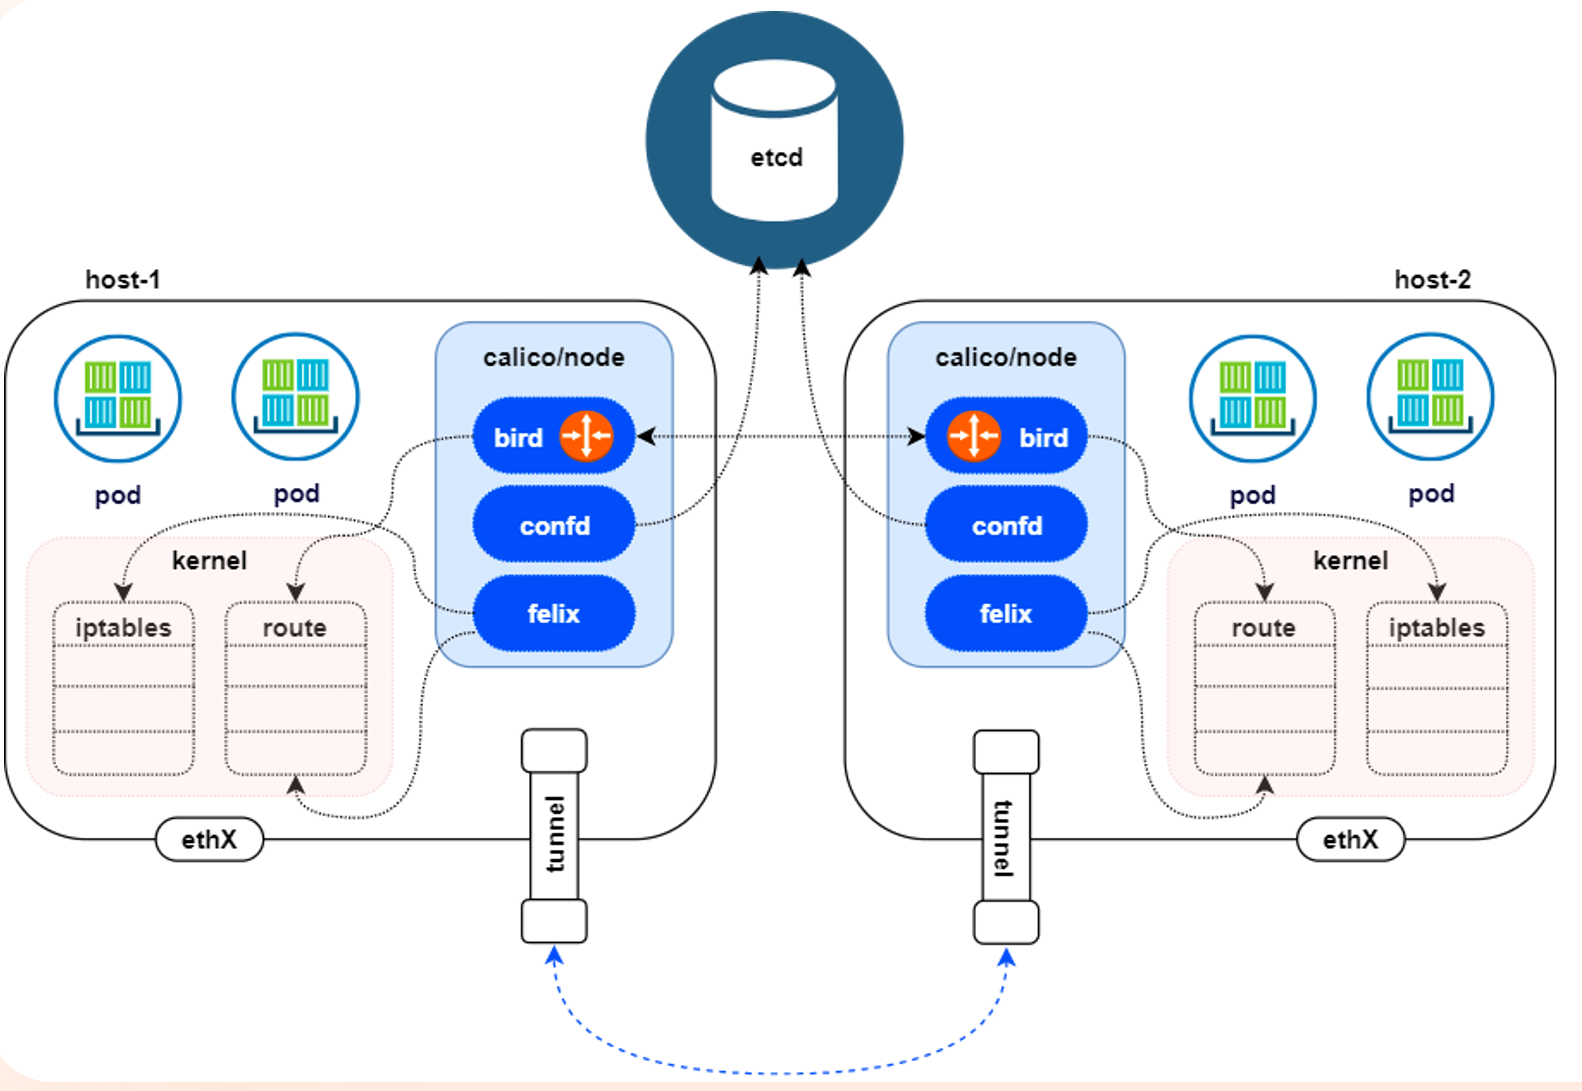 etcd
host-1
host-2
calico/node
bird
confd
felix
pod
pod
kernel
iptables
route
ethX
tunnel
calico/node
bird
confd
felix
pod
pod
kernel
route
iptables
ethX
tunnel